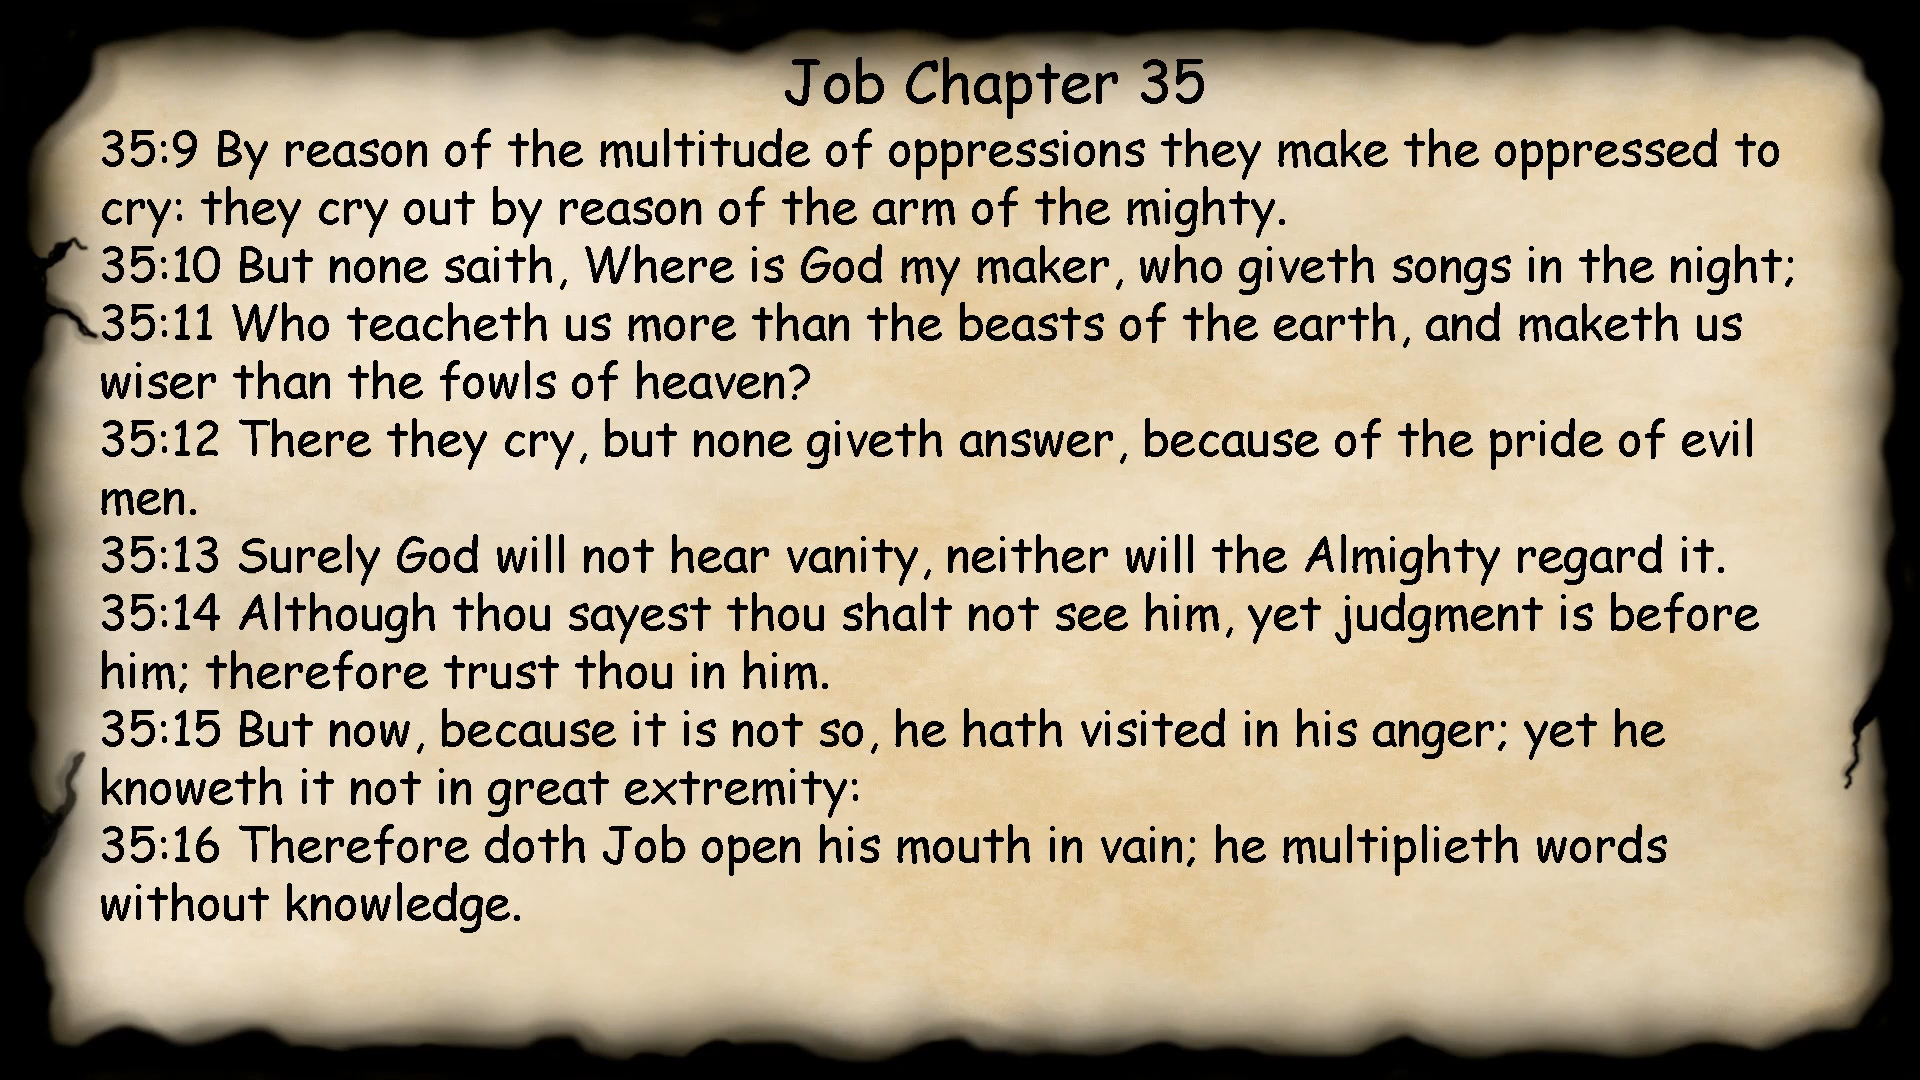 Job Chapter 35
35:9 By reason of the multitude of oppressions they make the oppressed to
cry: they cry out by reason of the arm of the mighty.
35:10 But none saith, Where is God my maker, who giveth songs in the night;
35:11 Who teacheth us more than the beasts of the earth, and maketh us
wiser than the fowls of heaven?
35:12 There they cry, but none giveth answer, because of the pride of evil
men.
35:13 Surely God will not hear vanity, neither will the Almighty regard it.
35:14 Although thou sayest thou shalt not see him, yet judgment is before
him; therefore trust thou in him.
35:15 But now, because it is not so, he hath visited in his anger; yet he
knoweth it not in great extremity:
35:16 Therefore doth Job open his mouth in vain; he multiplieth words
without knowledge.